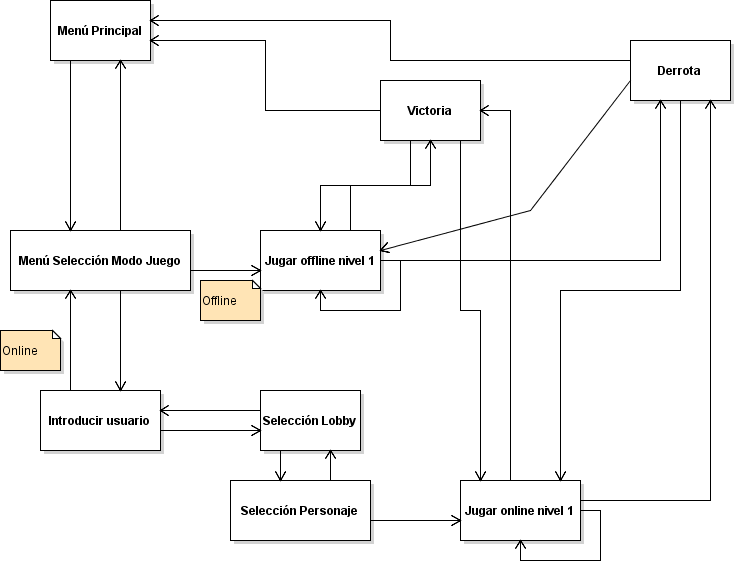 Menú Principal
Derrota
Victoria
Menú Selección Modo Juego
Jugar offline nivel 1
Offline
Online
Introducir usuario
Selección Lobby
Selección Personaje
Jugar online nivel 1